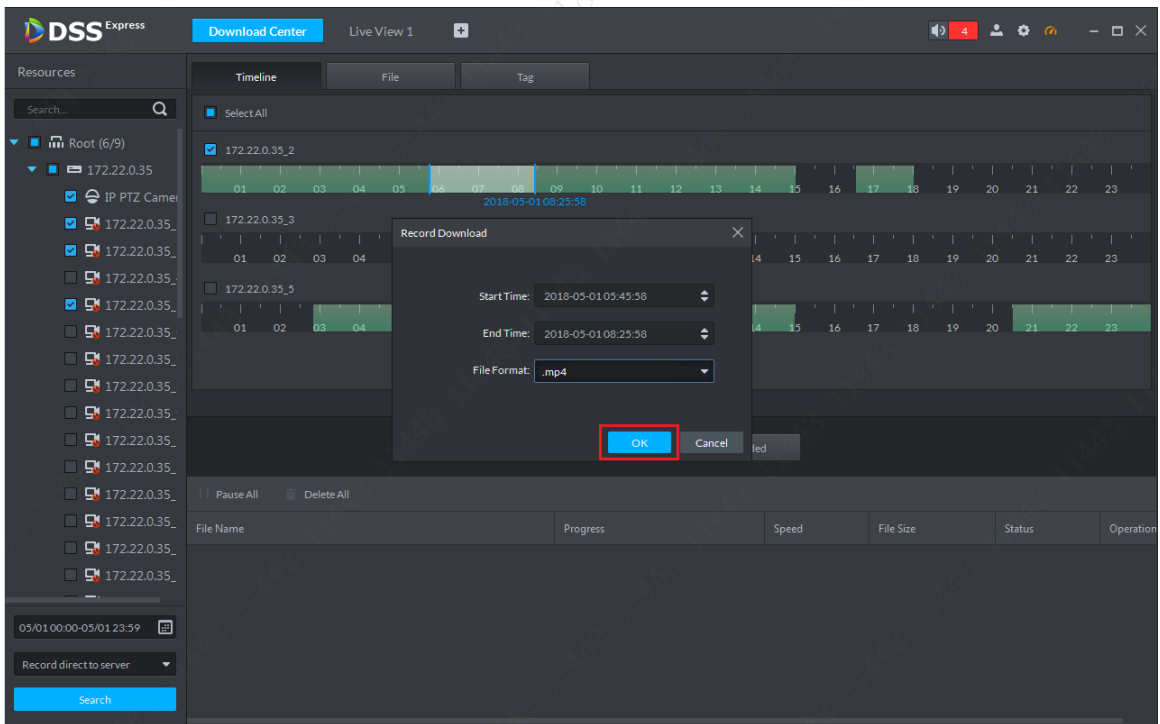 DSS Express
Download Center
Live View 1
4
Resources
Timeline
File
Tag
Search...
Select All
Root (6/9)
172.22.0.35_2
172.22.0.35
01 02 03 04 05 06 07 08 09 10 11 12 13 14 15 16 17 18 19 20 21 22 23
IP PTZ Camer
2018-05-01 08:25:58
172.22.0.35_
172.22.0.35_3
Record Download
172.22.0.35_
01 02 03 04 14 15 16 17 18 19 20 21 22 23
172.22.0.35_
172.22.0.35_5
Start Time: 2018-05-01 05:45:58
172.22.0.35_
01 02 03 04 14 15 16 17 18 19 20 21 22 23
172.22.0.35_
End Time: 2018-05-01 08:25:58
172.22.0.35_
File Format: .mp4
172.22.0.35_
172.22.0.35_
172.22.0.35_
OK
Cancel
ded
172.22.0.35_
172.22.0.35_
Pause All
Delete All
172.22.0.35_
File Name
Progress
Speed
File Size
Status
Operation
172.22.0.35_
172.22.0.35_
05/01 00:00-05/01 23:59
Record direct to server
Search